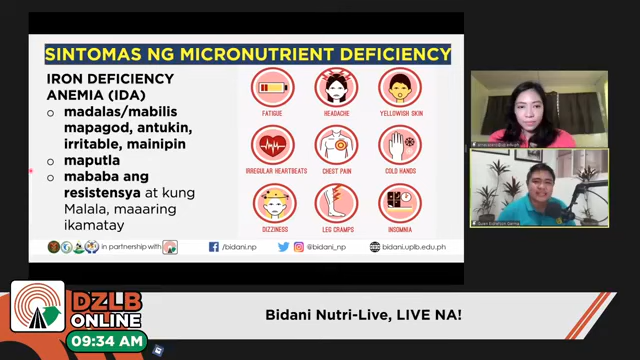 SINTOMAS NG MICRONUTRIENT DEFICIENCY
IRON DEFICIENCY
ANEMIA (IDA)
o madalas/mabilis
mapagod, antukin,
irritable, mainipin
o maputla
o mababa ang
resistensya at kung
Malala, maaaring
ikamatay
FATIGUE
HEADACHE
YELLOWISH SKIN
IRREGULAR HEARTBEATS
CHEST PAIN
COLD HANDS
DIZZINESS
LEG CRAMPS
INSOMNIA
in partnership with
/bidani.np
@bidani_np
bidani.uplb.edu.ph
DZLB
ONLINE
09:34 AM
Bidani Nutri-Live, LIVE NA!